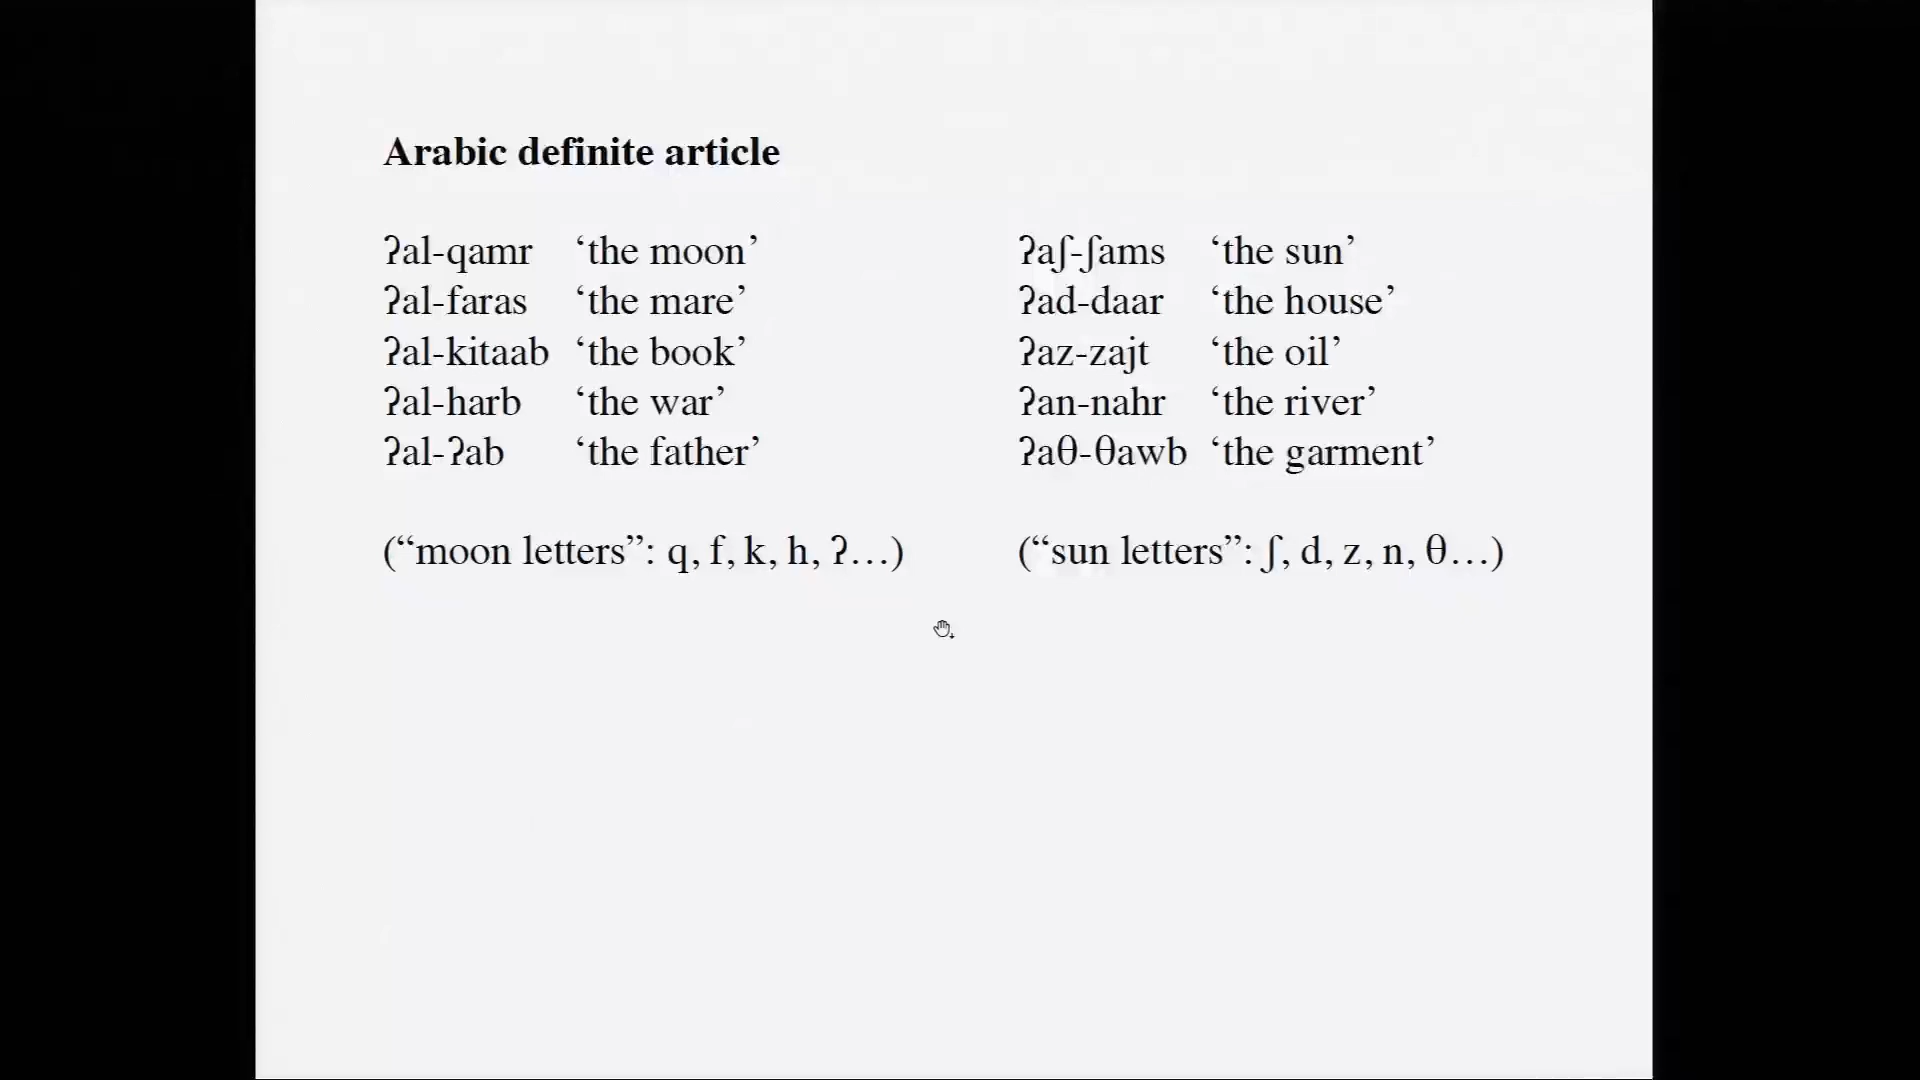 Arabic definite article
ʔal-qamr ‘the moon’ ʔaʃ-ʃams ‘the sun’
ʔal-faras ‘the mare’ ʔad-daar ‘the house’
ʔal-kitaab ‘the book’ ʔaz-zajt ‘the oil’
ʔal-harb ‘the war’ ʔan-nahr ‘the river’
ʔal-ʔab ‘the father’ ʔaθ-θawb ‘the garment’
(“moon letters”: q, f, k, h, ʔ…) (“sun letters”: ʃ, d, z, n, θ…)